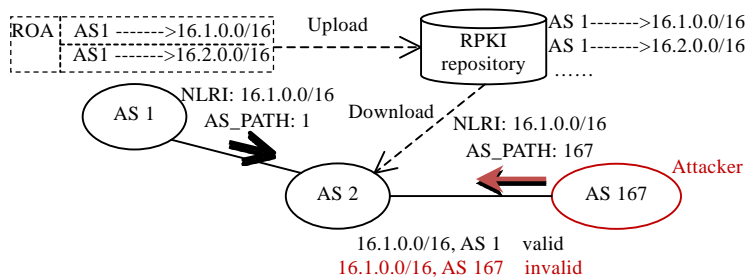 ROA
AS1 ------->16.1.0.0/16
AS1 ------->16.2.0.0/16
Upload
RPKI
repository
AS 1------->16.1.0.0/16
AS 1------->16.2.0.0/16
……
Download
NLRI: 16.1.0.0/16
AS_PATH: 1
AS 1
NLRI: 16.1.0.0/16
AS_PATH: 167
Attacker
AS 2
AS 167
16.1.0.0/16, AS 1 valid
16.1.0.0/16, AS 167 invalid